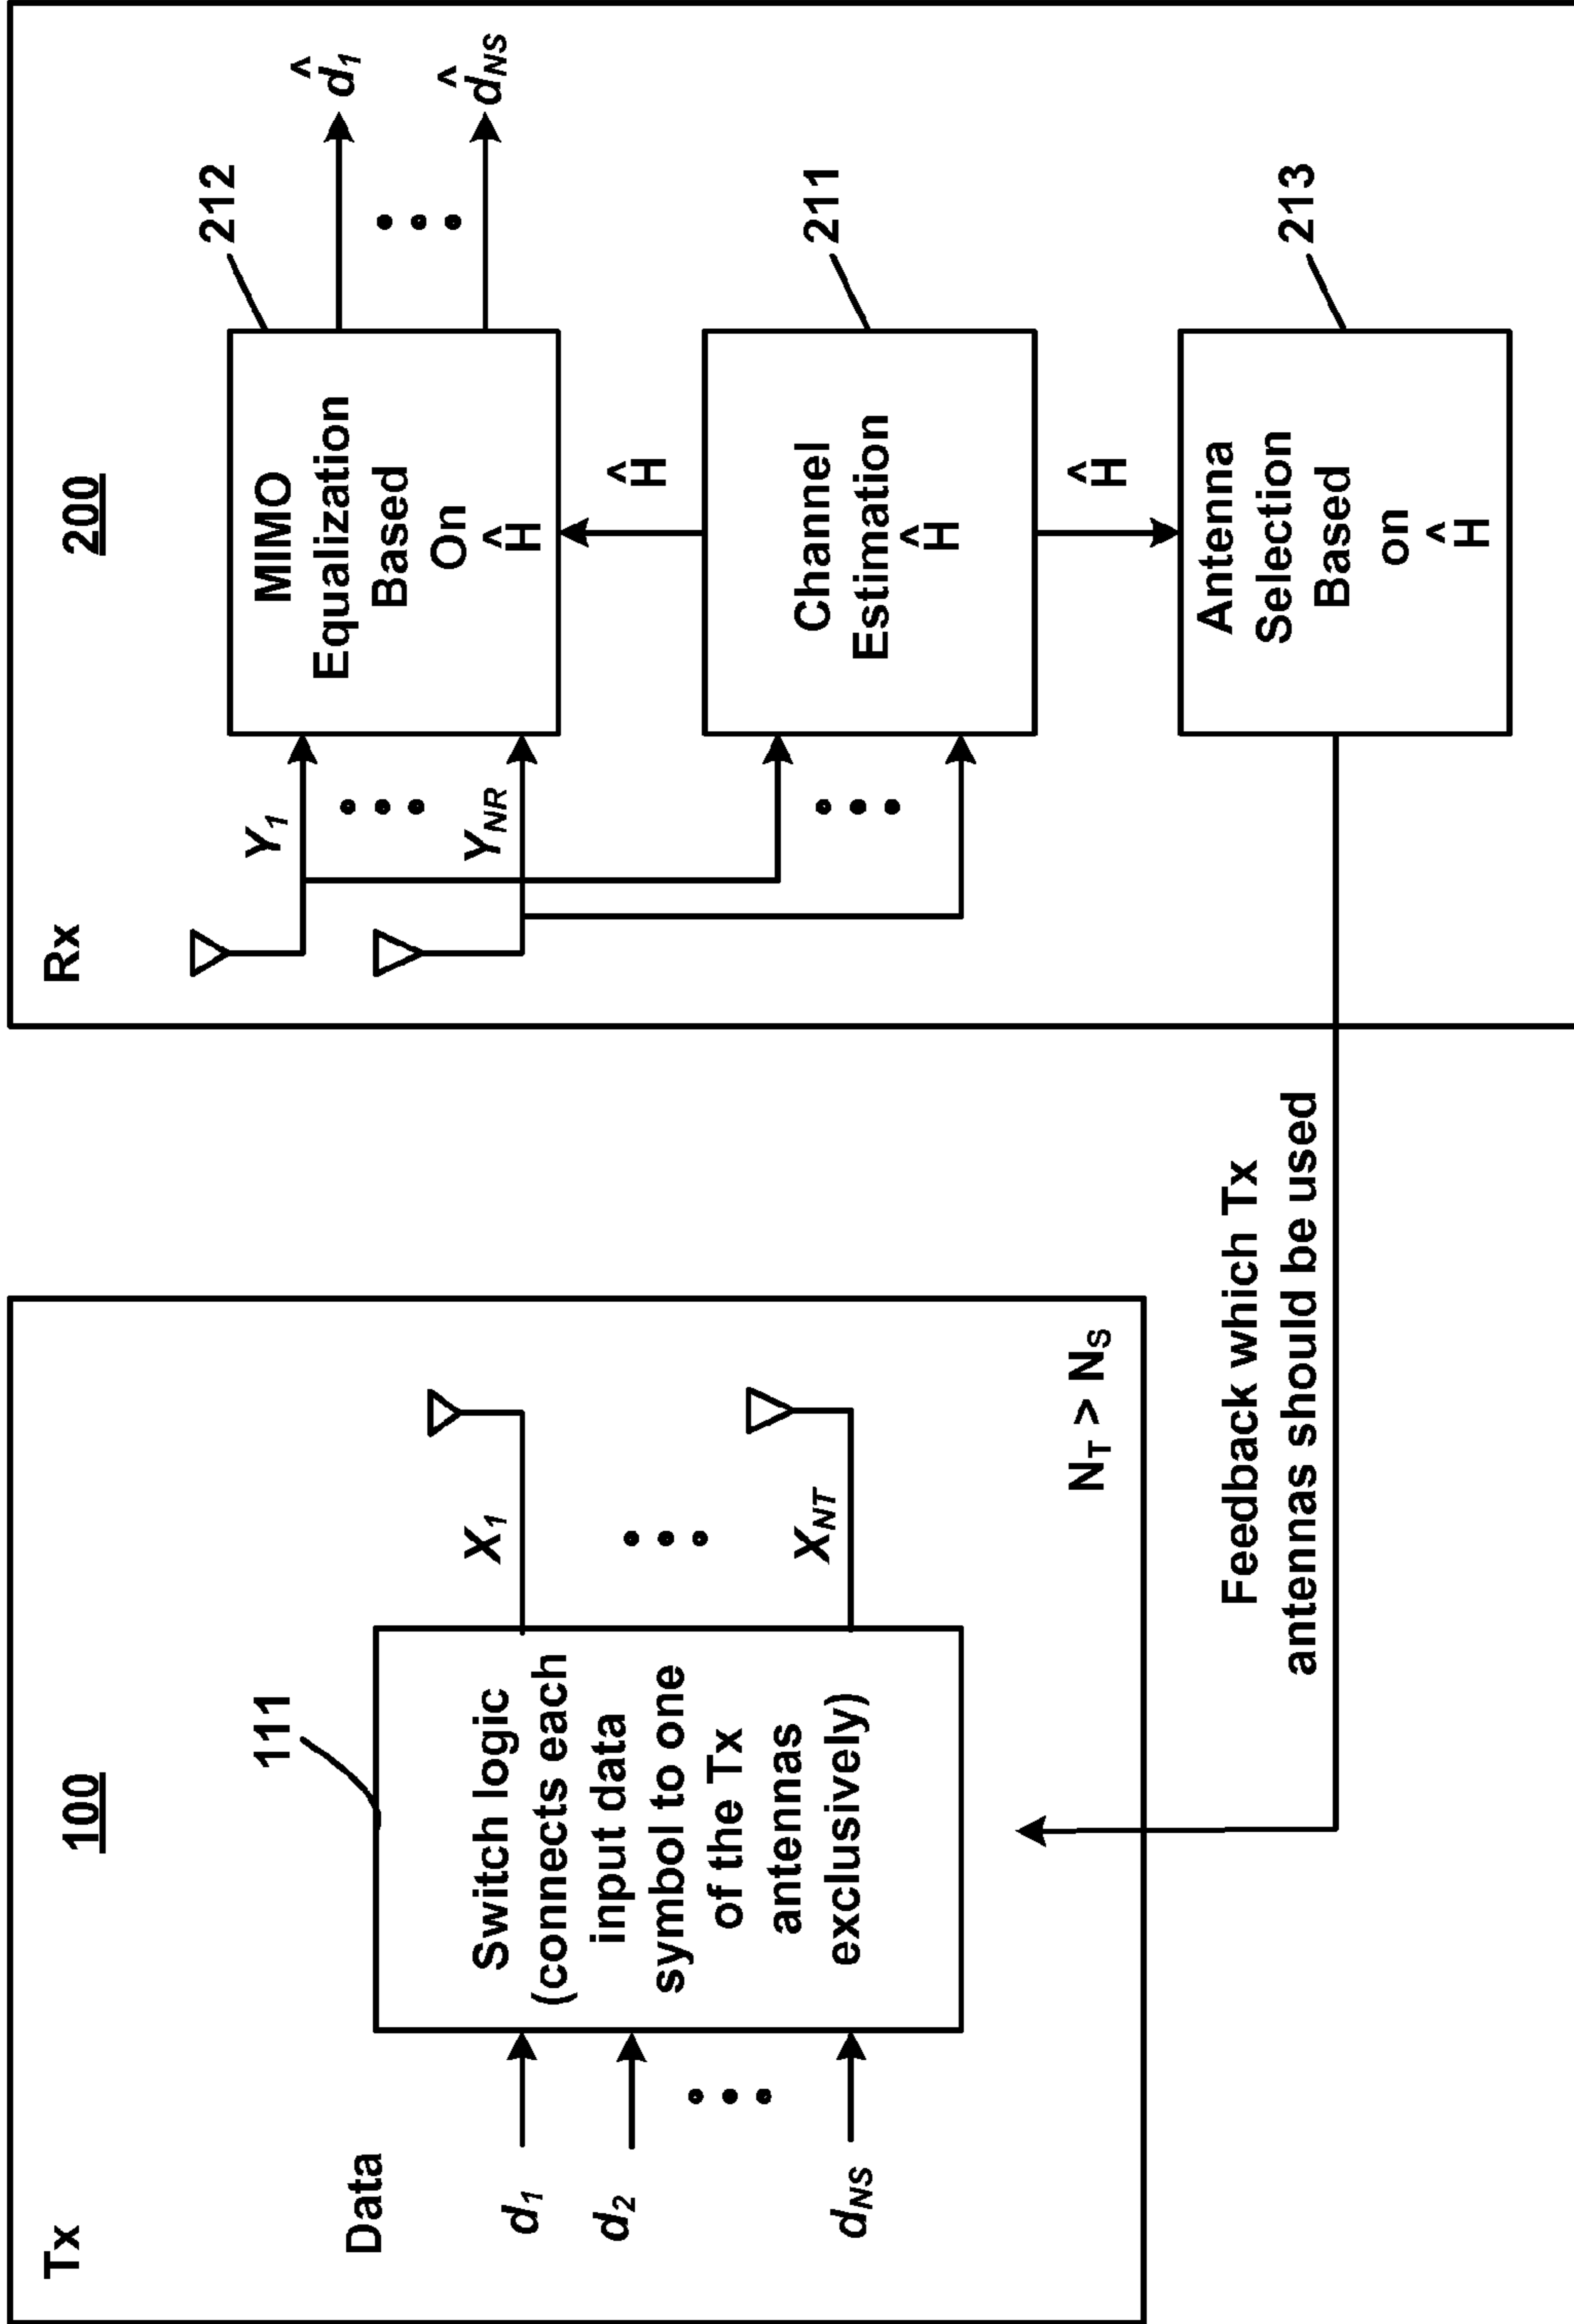 Tx
100
111
Data
d1
d2
dNS
Switch logic
(connects each
input data
symbol to one
of the Tx
antennas
exclusively)
X1
XNT
NT > NS
Feedback which Tx
antennas should be used
Rx
200
Y1
YNR
212
MIMO
Equalization
Based
On
Ĥ
d̂1
d̂NS
Ĥ
211
Channel
Estimation
Ĥ
Ĥ
213
Antenna
Selection
Based
on
Ĥ